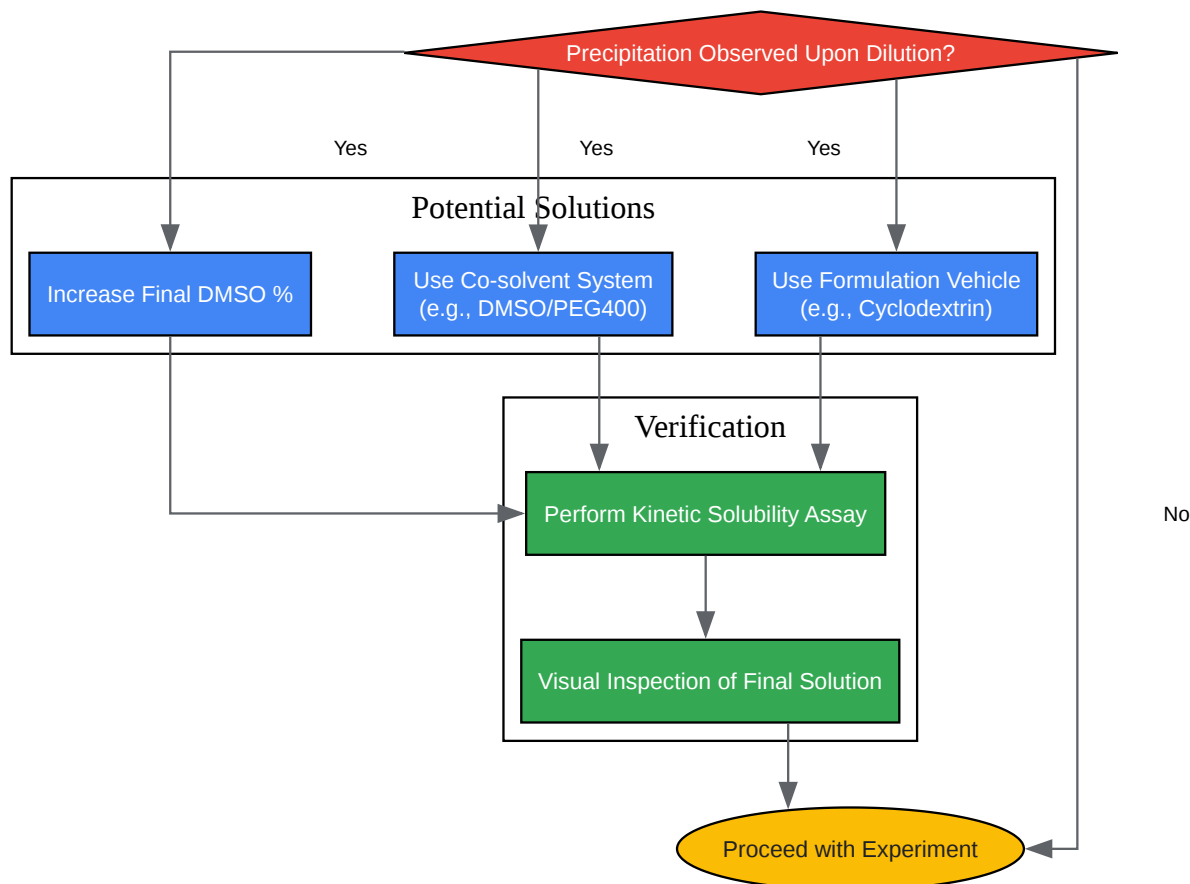 Precipitation Observed Upon Dilution?
Yes
Yes
Yes
Potential Solutions
Increase Final DMSO %
Use Co-solvent System
(e.g., DMSO/PEG400)
Use Formulation Vehicle
(e.g., Cyclodextrin)
Verification
Perform Kinetic Solubility Assay
No
Visual Inspection of Final Solution
Proceed with Experiment